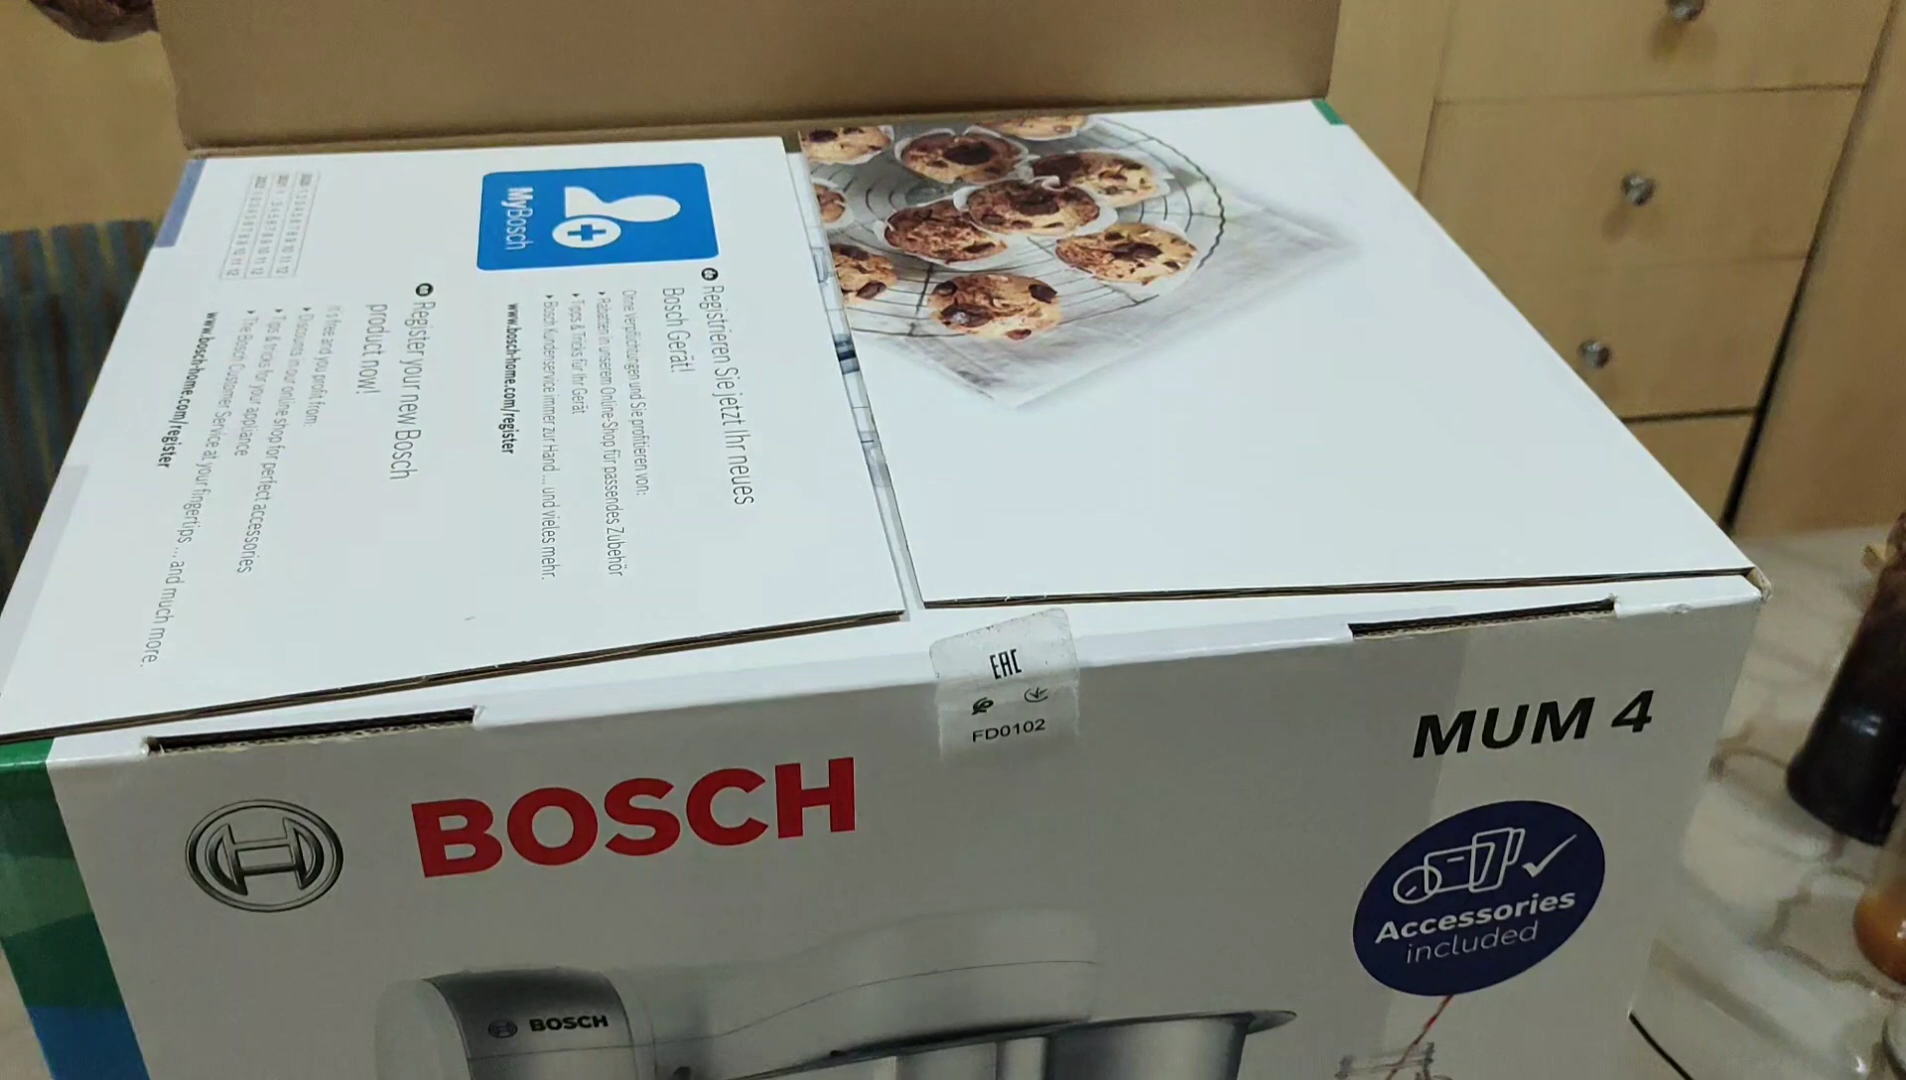 MyBosch
Registrieren Sie jetzt Ihr neues
Bosch Gerät!
Ohne Verpflichtungen und Sie profitieren von:
Rabatten in unserem Online-Shop für passendes Zubehör
Tipps & Tricks für Ihr Gerät
Bosch Kundenservice immer zur Hand ... und vieles mehr.
www.bosch-home.com/register
Register your new Bosch
product now!
It's free and you profit from:
Discounts in our online shop for perfect accessories
Tips & tricks for your appliance
The Bosch Customer Service at your fingertips ... and much more.
www.bosch-home.com/register
EAC
FD0102
MUM 4
BOSCH
Accessories
included
BOSCH